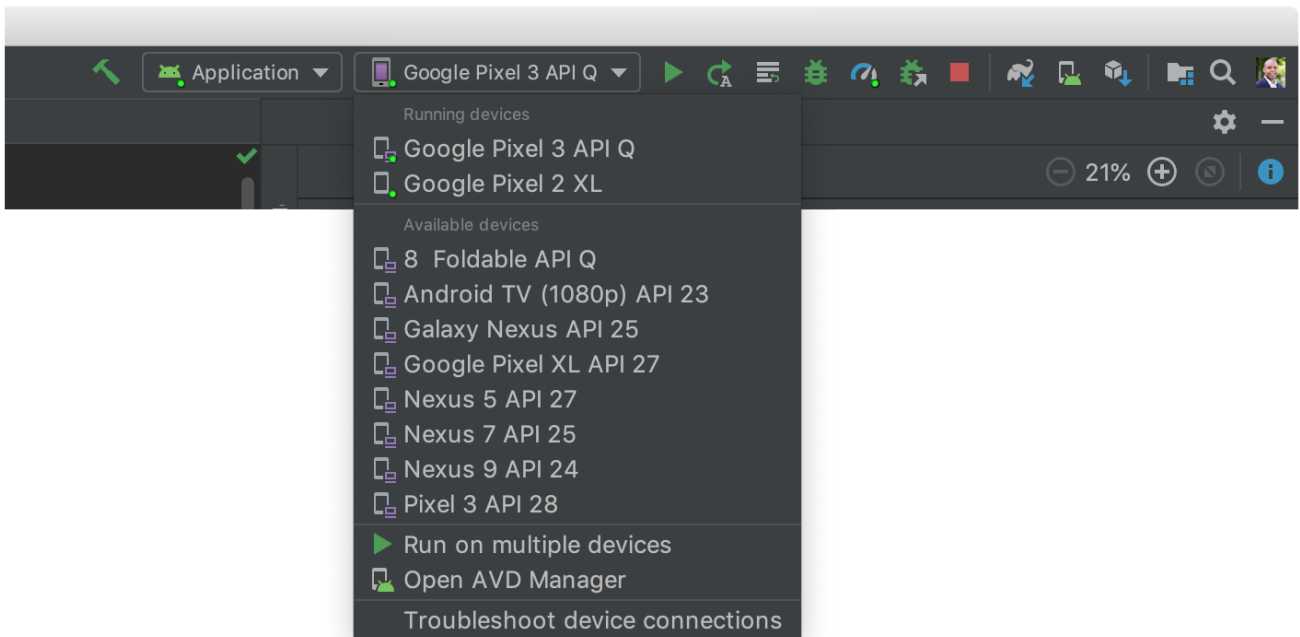 Application
Google Pixel 3 API Q
A
Running devices
Google Pixel 3 API Q
21%
Google Pixel 2 XL
Available devices
8  Foldable API Q
Android TV (1080p) API 23
Galaxy Nexus API 25
Google Pixel XL API 27
Nexus 5 API 27
Nexus 7 API 25
Nexus 9 API 24
Pixel 3 API 28
Run on multiple devices
Open AVD Manager
Troubleshoot device connections